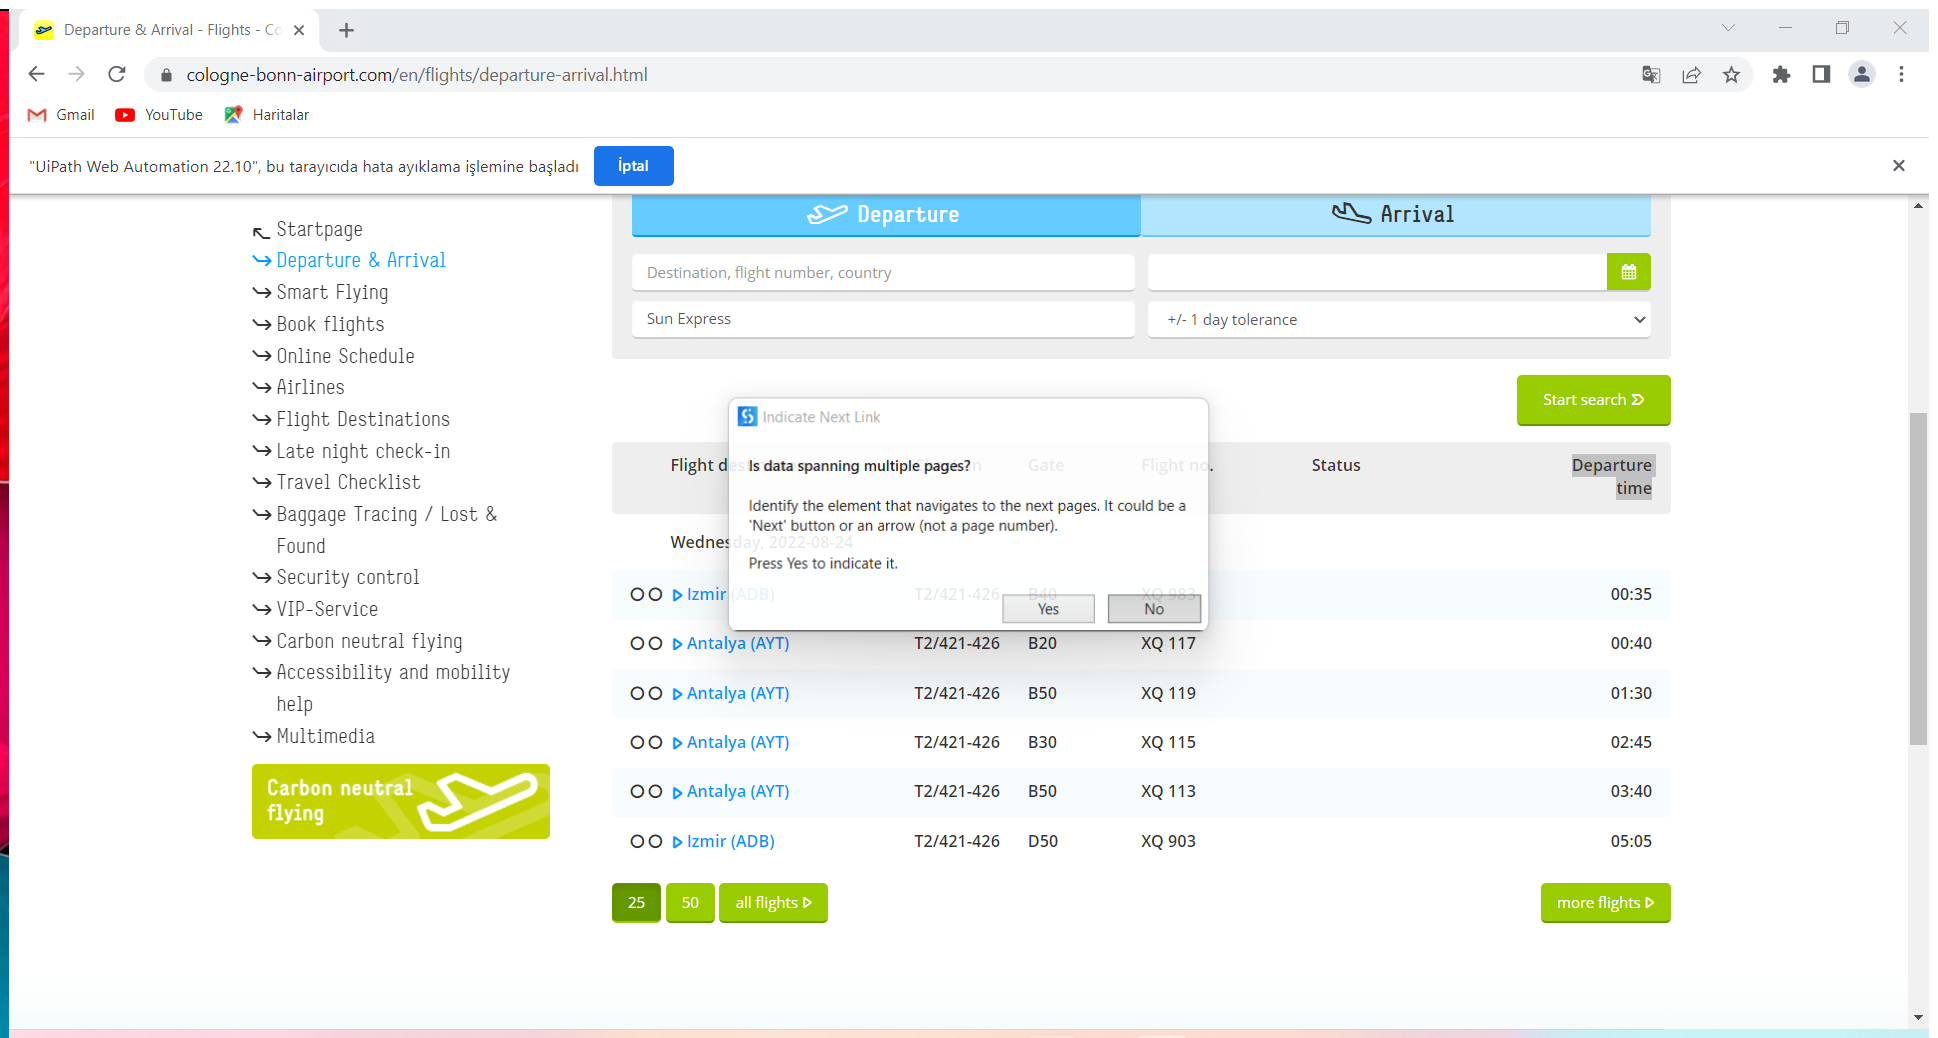 Departure & Arrival - Flights - Co
cologne-bonn-airport.com/en/flights/departure-arrival.html
Gmail YouTube Haritalar
"UiPath Web Automation 22.10", bu tarayıcıda hata ayıklama işlemine başladı İptal
Startpage
Departure & Arrival
Smart Flying
Book flights
Online Schedule
Airlines
Flight Destinations
Late night check-in
Travel Checklist
Baggage Tracing / Lost &
Found
Security control
VIP-Service
Carbon neutral flying
Accessibility and mobility
help
Multimedia
Carbon neutral
flying
Departure Arrival
Destination, flight number, country
Sun Express +/- 1 day tolerance
Start search
Indicate Next Link
Is data spanning multiple pages?
Identify the element that navigates to the next pages. It could be a
'Next' button or an arrow (not a page number).
Press Yes to indicate it.
Yes No
Flight Gate Flight no. Status Departure
time
Wednesday, 2022-08-24
Izmir (ADB) T2/421-426 B40 XQ 983 00:35
Antalya (AYT) T2/421-426 B20 XQ 117 00:40
Antalya (AYT) T2/421-426 B50 XQ 119 01:30
Antalya (AYT) T2/421-426 B30 XQ 115 02:45
Antalya (AYT) T2/421-426 B50 XQ 113 03:40
Izmir (ADB) T2/421-426 D50 XQ 903 05:05
25 50 all flights more flights